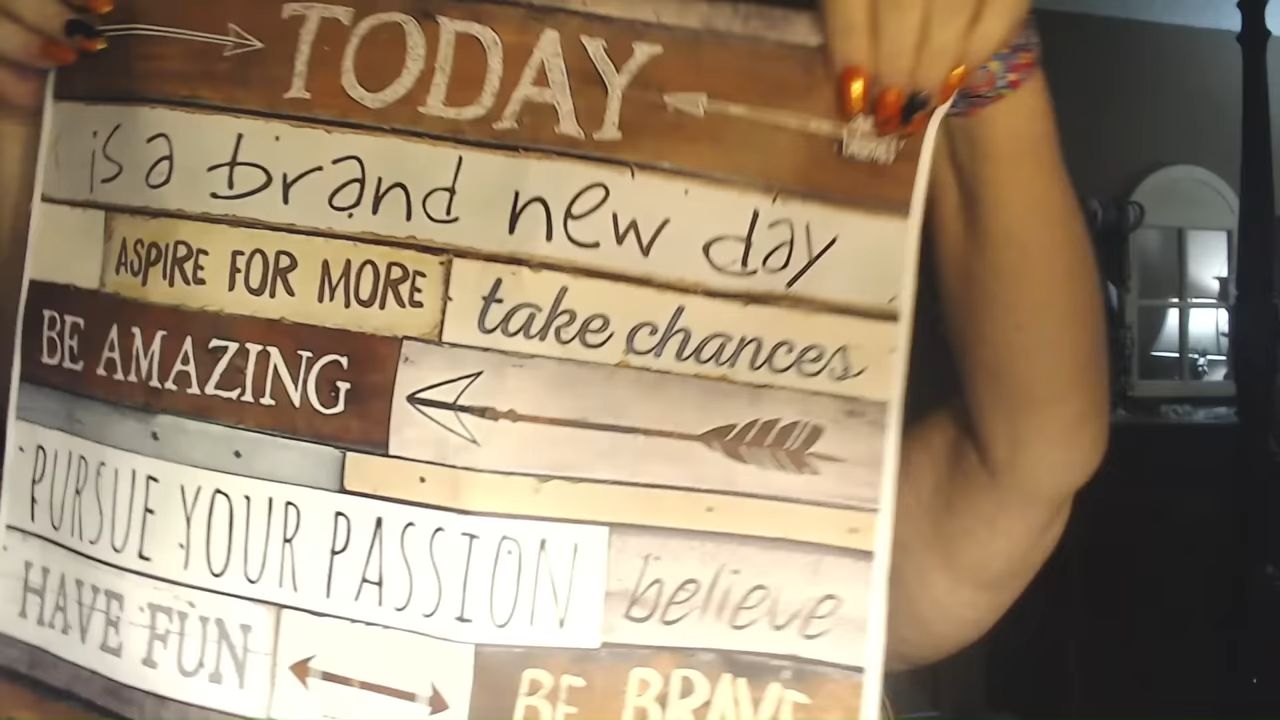 TODAY
is a brand new day
ASPIRE FOR MORE take chances
BE AMAZING
PURSUE YOUR PASSION believe
HAVE FUN BE BRAVE